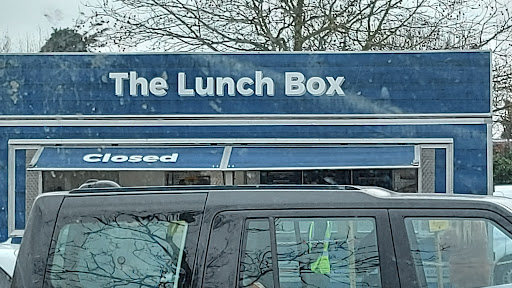 The Lunch Box
Closed